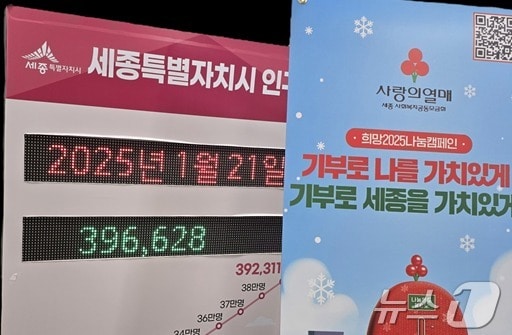 세종특별자치시
세종특별자치시 인구
2025년 1월 21일
396,628
392,311
38만명
37만명
36만명
34만명
사랑의열매
세종 사회복지공동모금회
희망2025나눔캠페인
기부로 나를 가치있게
기부로 세종을 가치있게
뉴스1